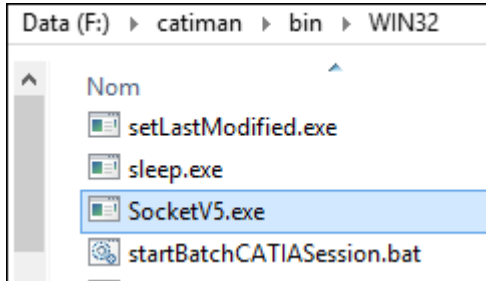 Data (F:) ▸ catiman ▸ bin ▸ WIN32
Nom
setLastModified.exe
sleep.exe
SocketV5.exe
startBatchCATIASession.bat